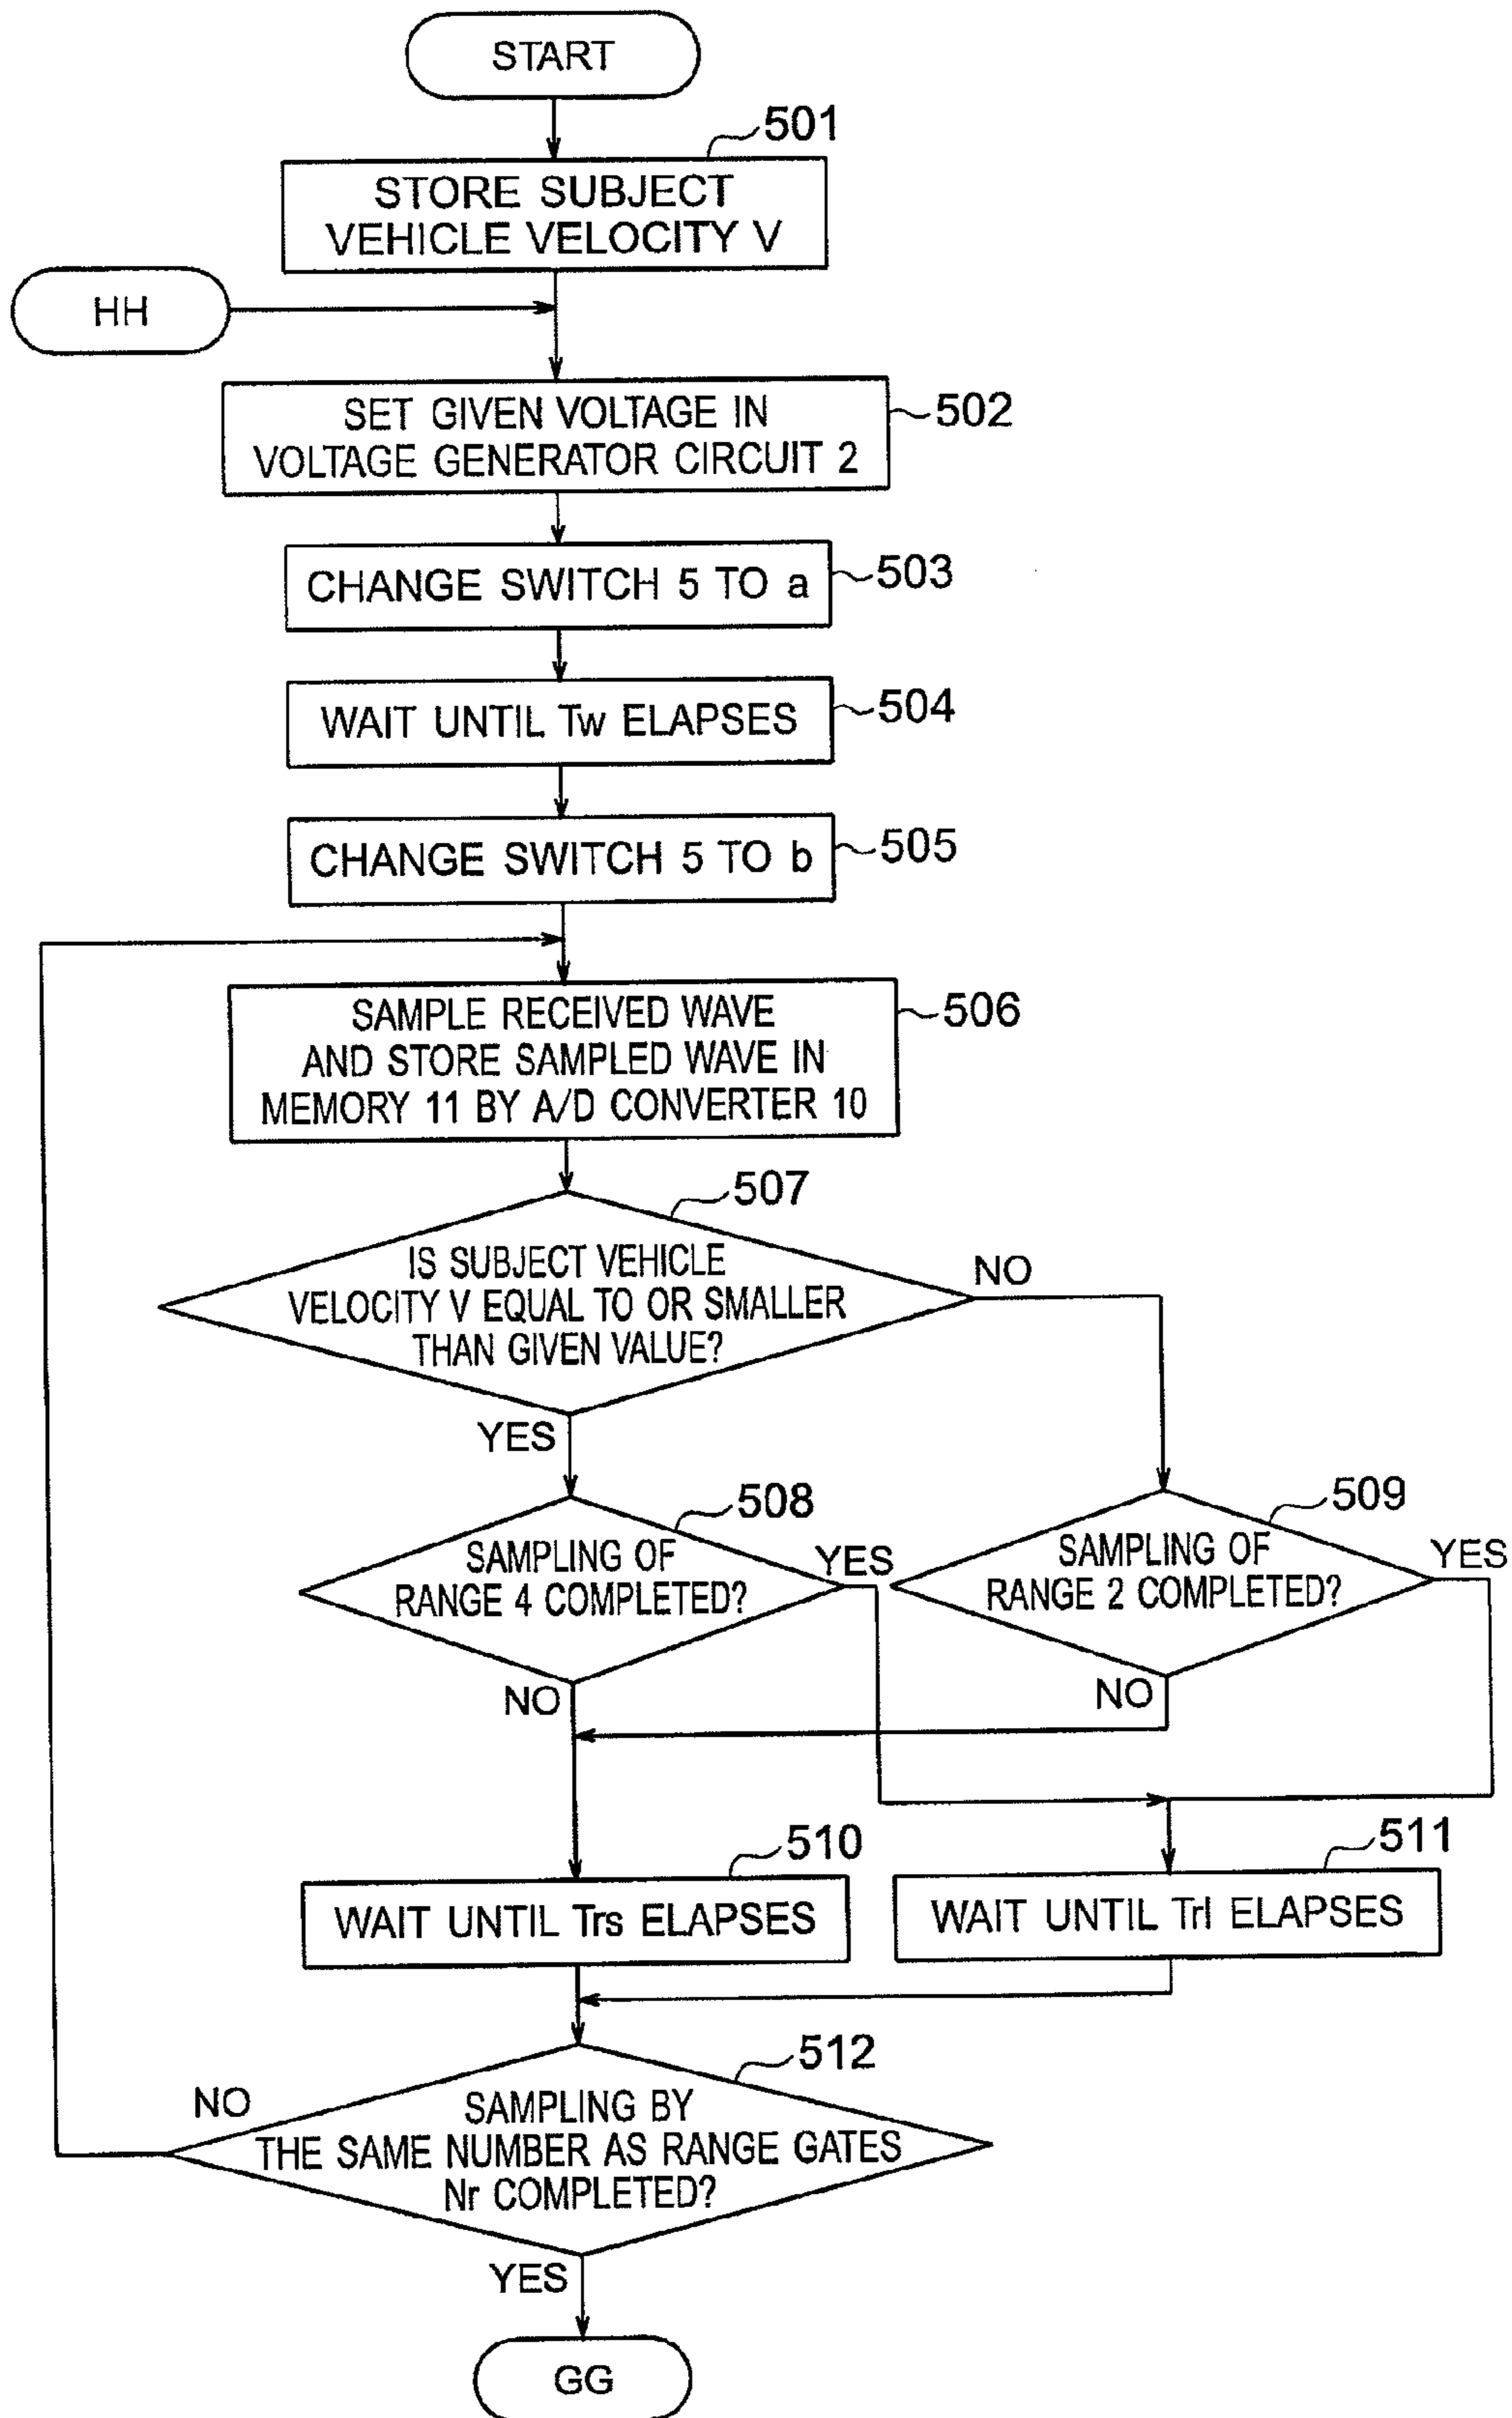 START
501
STORE SUBJECT
VEHICLE VELOCITY V
HH
502
SET GIVEN VOLTAGE IN
VOLTAGE GENERATOR CIRCUIT 2
503
CHANGE SWITCH 5 TO a
504
WAIT UNTIL Tw ELAPSES
505
CHANGE SWITCH 5 TO b
506
SAMPLE RECEIVED WAVE
AND STORE SAMPLED WAVE IN
MEMORY 11 BY A/D CONVERTER 10
507
IS SUBJECT VEHICLE
VELOCITY V EQUAL TO OR SMALLER
THAN GIVEN VALUE?
NO
YES
508
SAMPLING OF
RANGE 4 COMPLETED?
YES
NO
509
SAMPLING OF
RANGE 2 COMPLETED?
YES
NO
510
WAIT UNTIL Trs ELAPSES
511
WAIT UNTIL Trl ELAPSES
512
SAMPLING BY
THE SAME NUMBER AS RANGE GATES
Nr COMPLETED?
NO
YES
GG